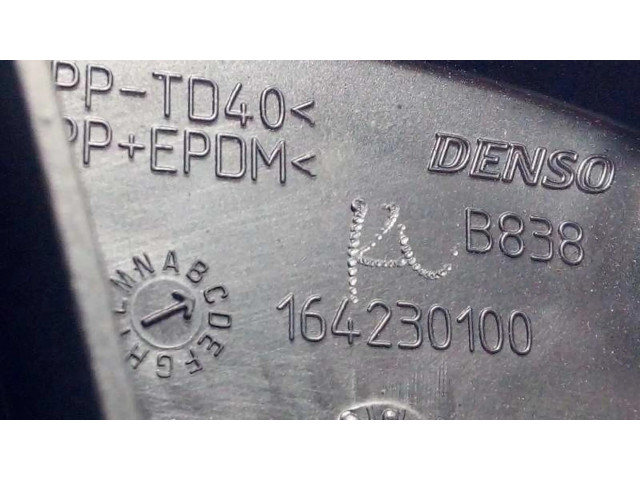 PP-TD40<
PP+EPDM<
DENSO
B838
164230100